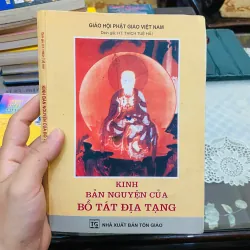 GIÁO HỘI PHẬT GIÁO VIỆT NAM
KINH
BẢN NGUYỆN CỦA
BỒ TÁT ĐỊA TẠNG
NHÀ XUẤT BẢN TÔN GIÁO